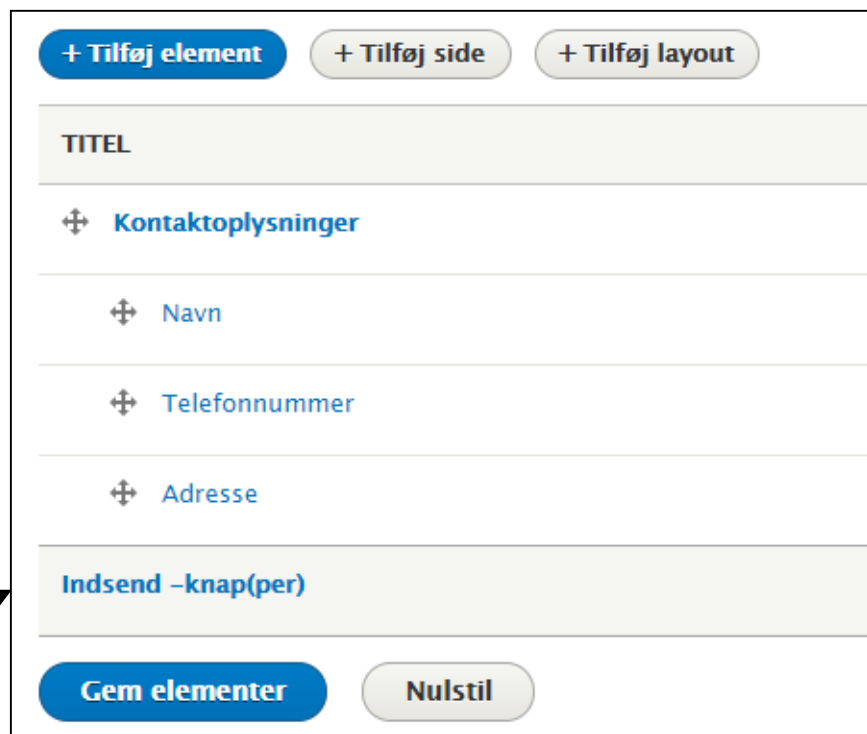 + Tilføj element + Tilføj side + Tilføj layout
TITEL
Kontaktoplysninger
Navn
Telefonnummer
Adresse
Indsend –knap(per)
Gem elementer Nulstil